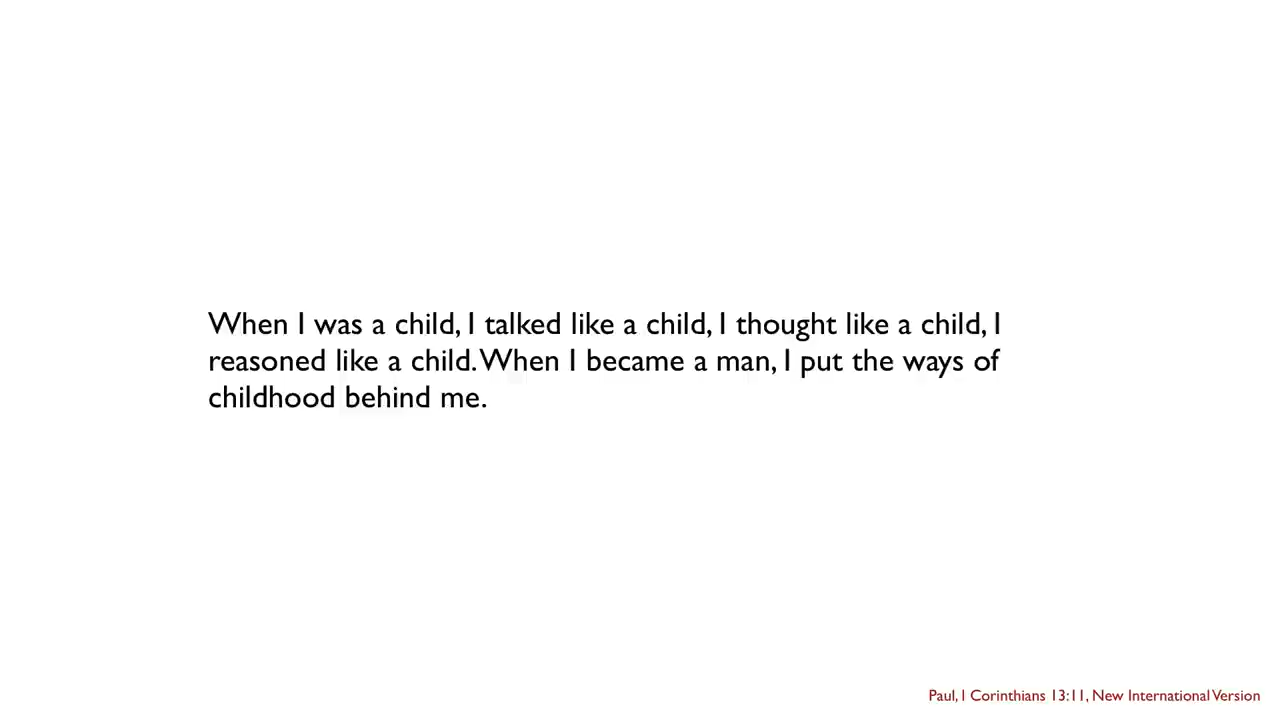 When I was a child, I talked like a child, I thought like a child, I
reasoned like a child. When I became a man, I put the ways of
childhood behind me.
Paul, 1 Corinthians 13:11, New International Version